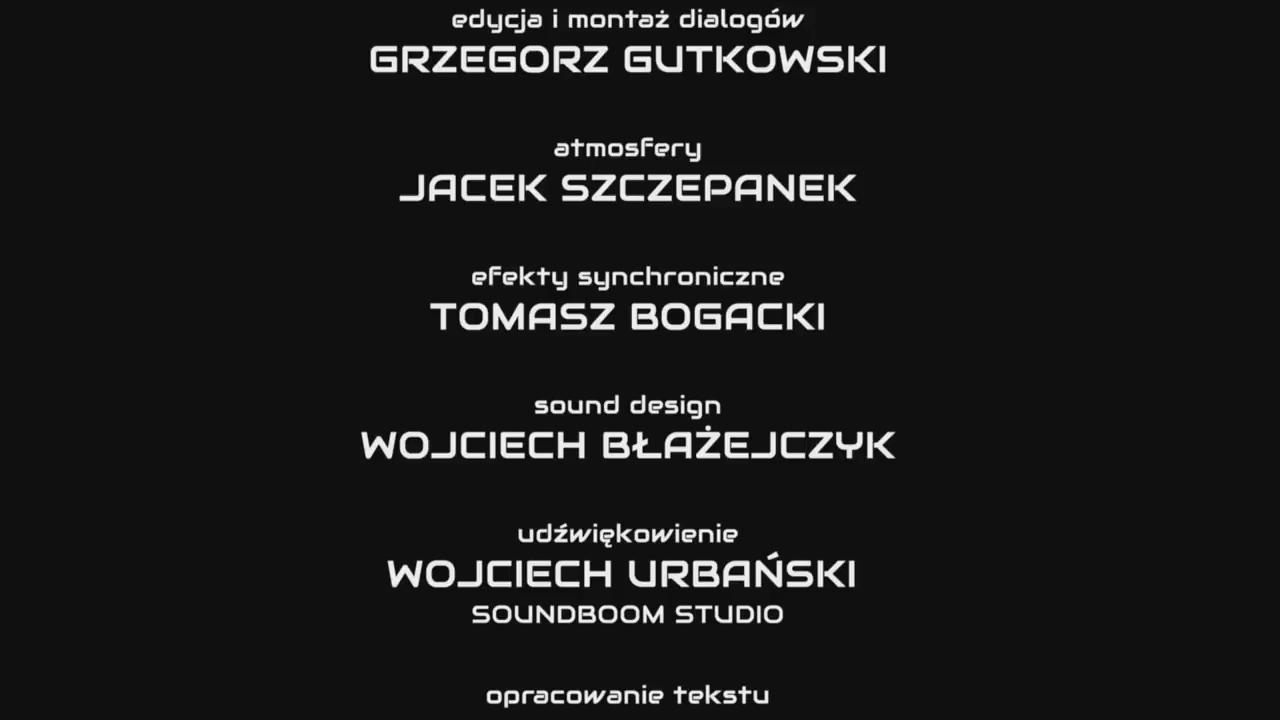 edycja i montaż dialogów
GRZEGORZ GUTKOWSKI
atmosfery
JACEK SZCZEPANEK
efekty synchroniczne
TOMASZ BOGACKI
sound design
WOJCIECH BŁAŻEJCZYK
udźwiękowienie
WOJCIECH URBAŃSKI
SOUNDBOOM STUDIO
opracowanie tekstu